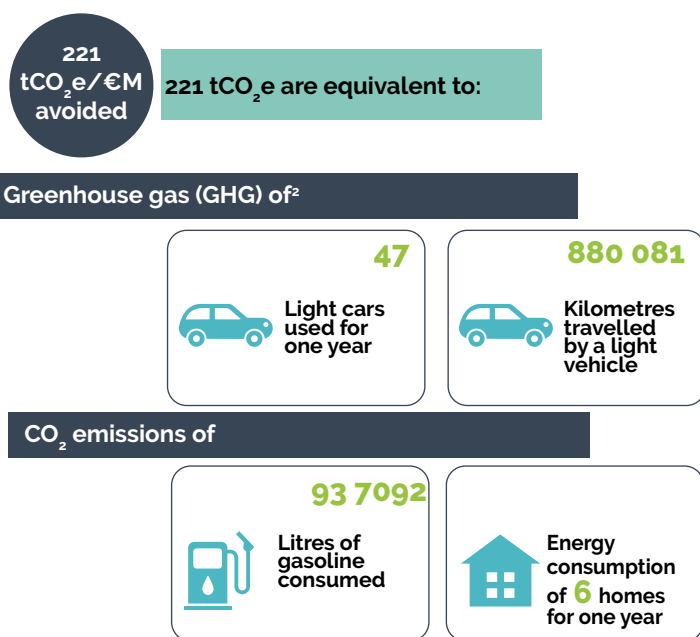 221
tCO₂e/€M
avoided
221 tCO₂e are equivalent to:
Greenhouse gas (GHG) of²
47
Light cars
used for
one year
880 081
Kilometres
travelled
by a light
vehicle
CO₂ emissions of
93 7092
Litres of
gasoline
consumed
Energy
consumption
of 6 homes
for one year